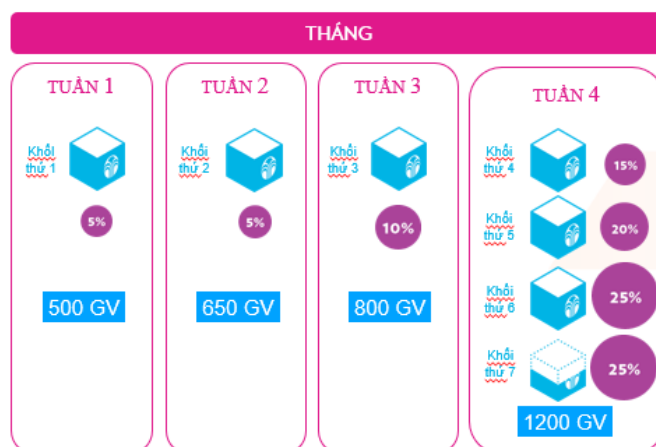 THÁNG
TUẦN 1
Khối
thứ 1
5%
500 GV
TUẦN 2
Khối
thứ 2
5%
650 GV
TUẦN 3
Khối
thứ 3
10%
800 GV
TUẦN 4
Khối
thứ 4
15%
Khối
thứ 5
20%
Khối
thứ 6
25%
Khối
thứ 7
25%
1200 GV